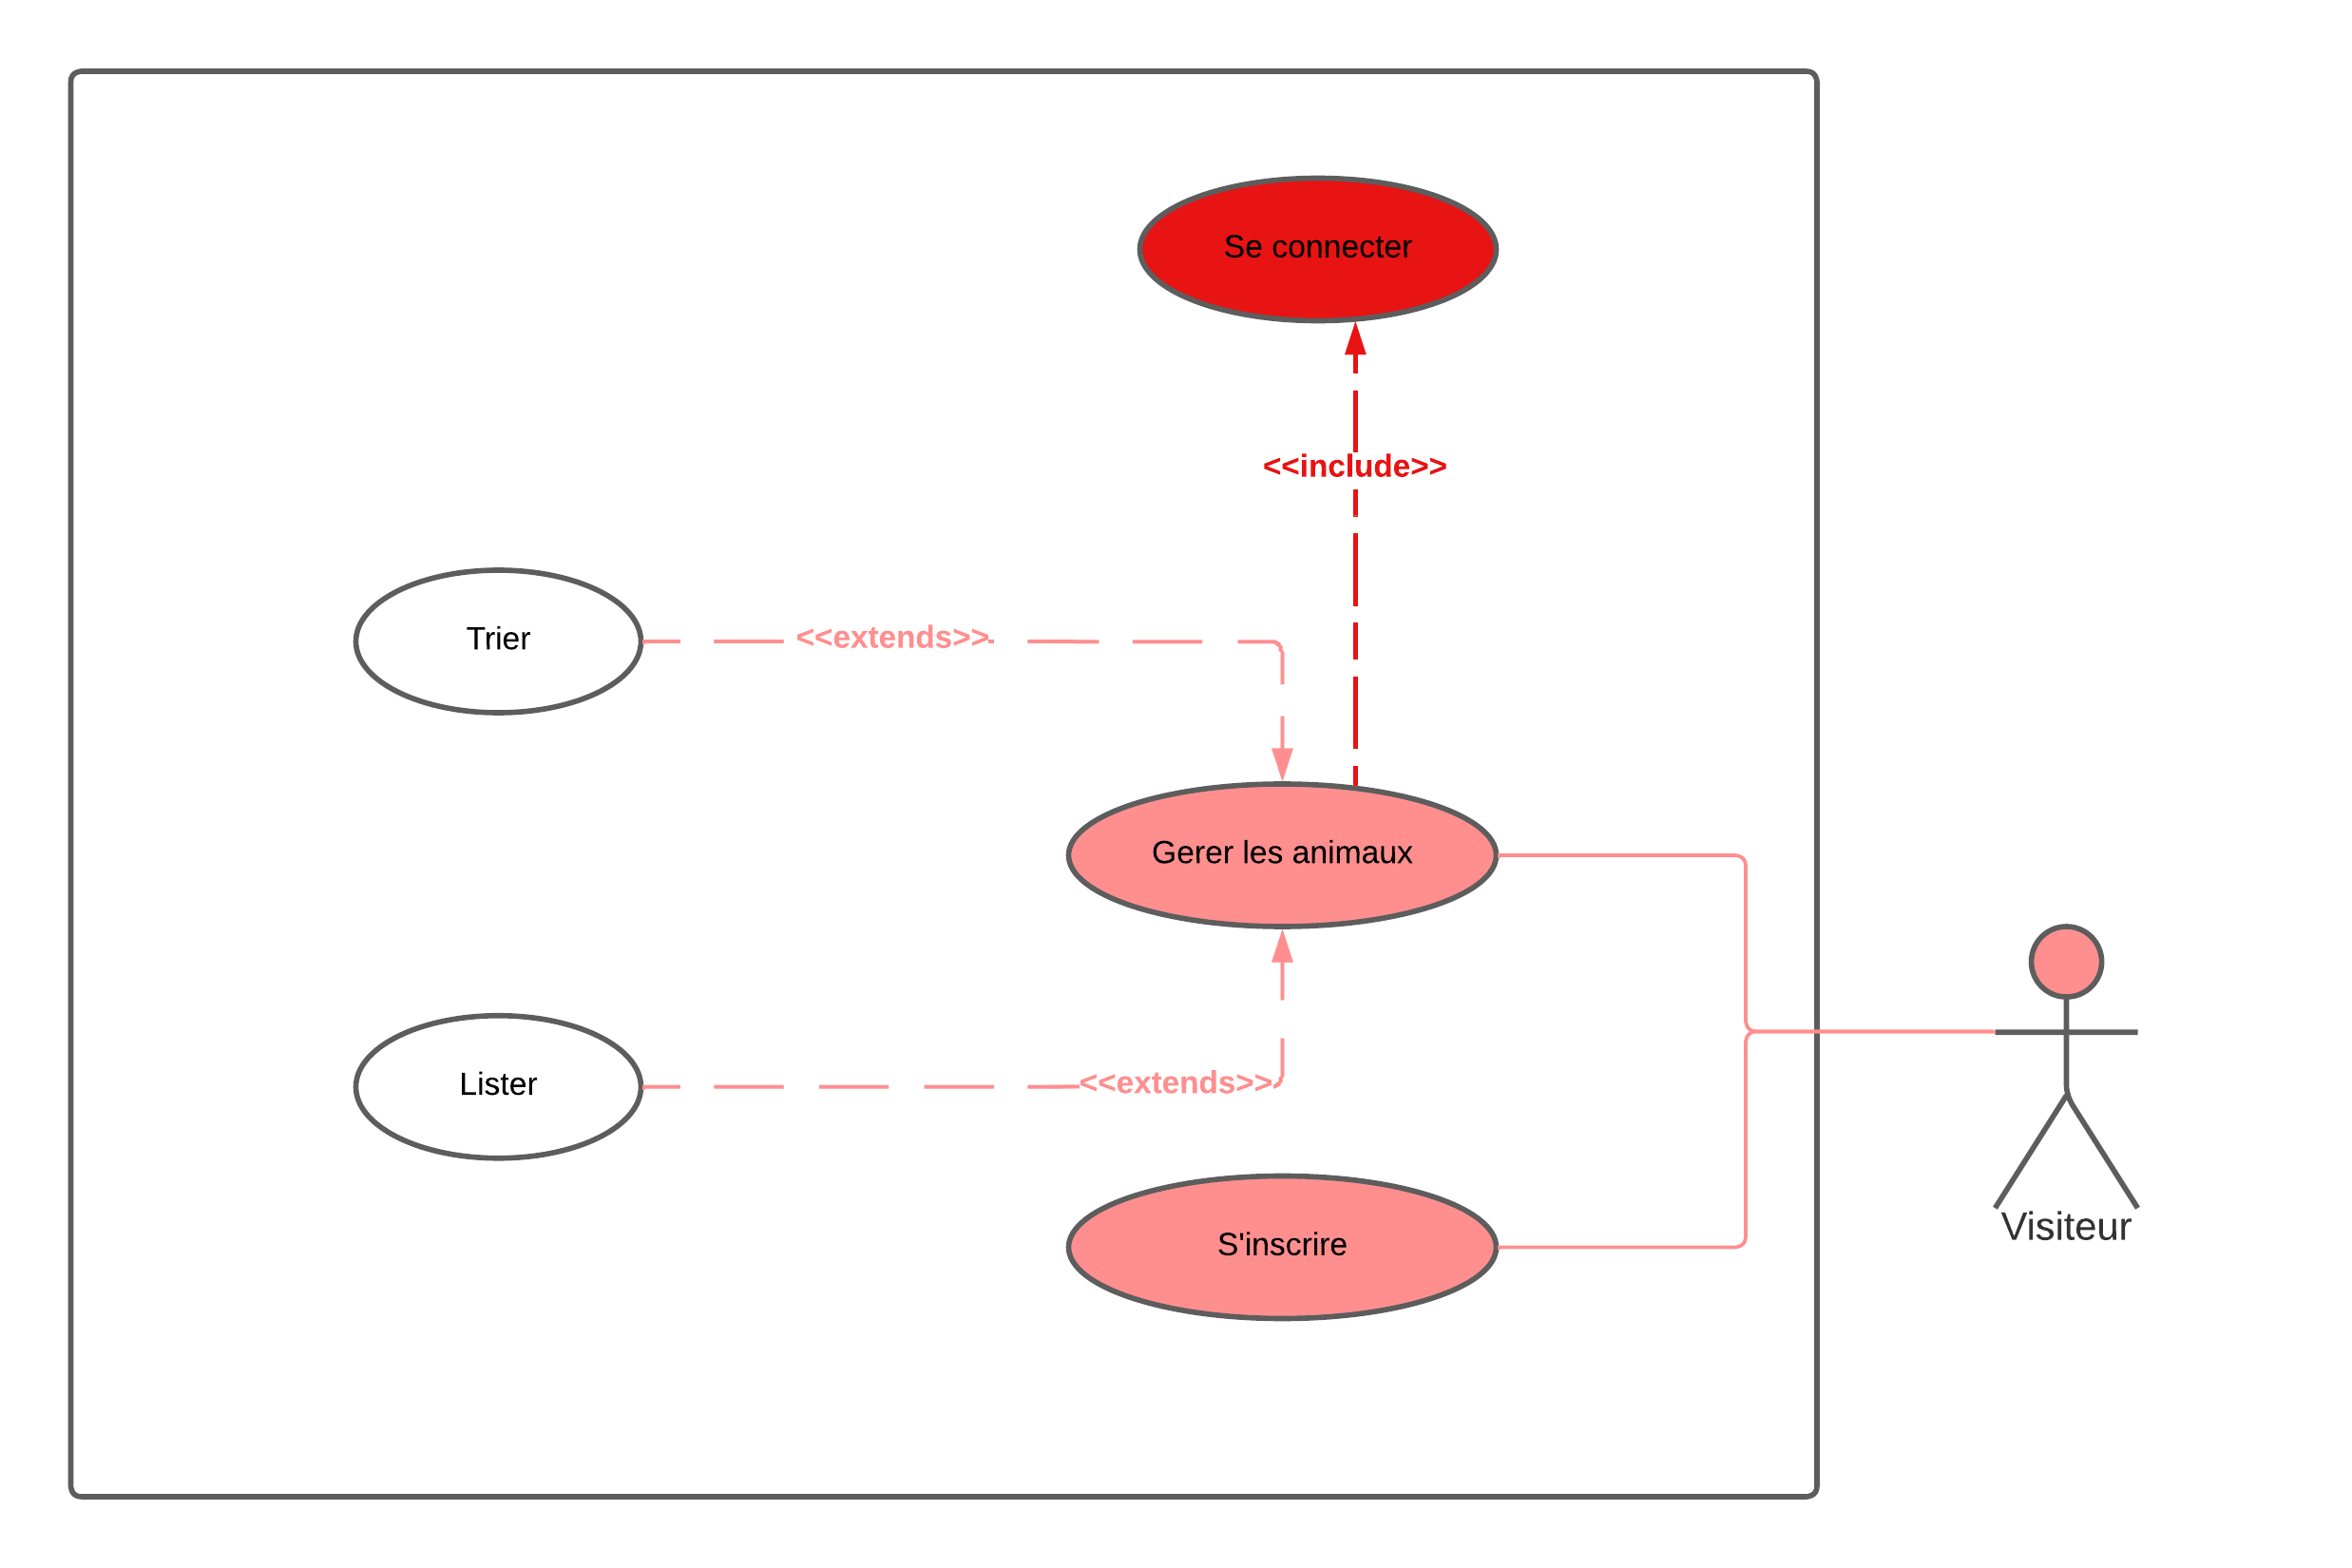 Se connecter
<<include>>
Trier
<<extends>>
Gerer les animaux
Lister
<<extends>>
S'inscrire
Visiteur